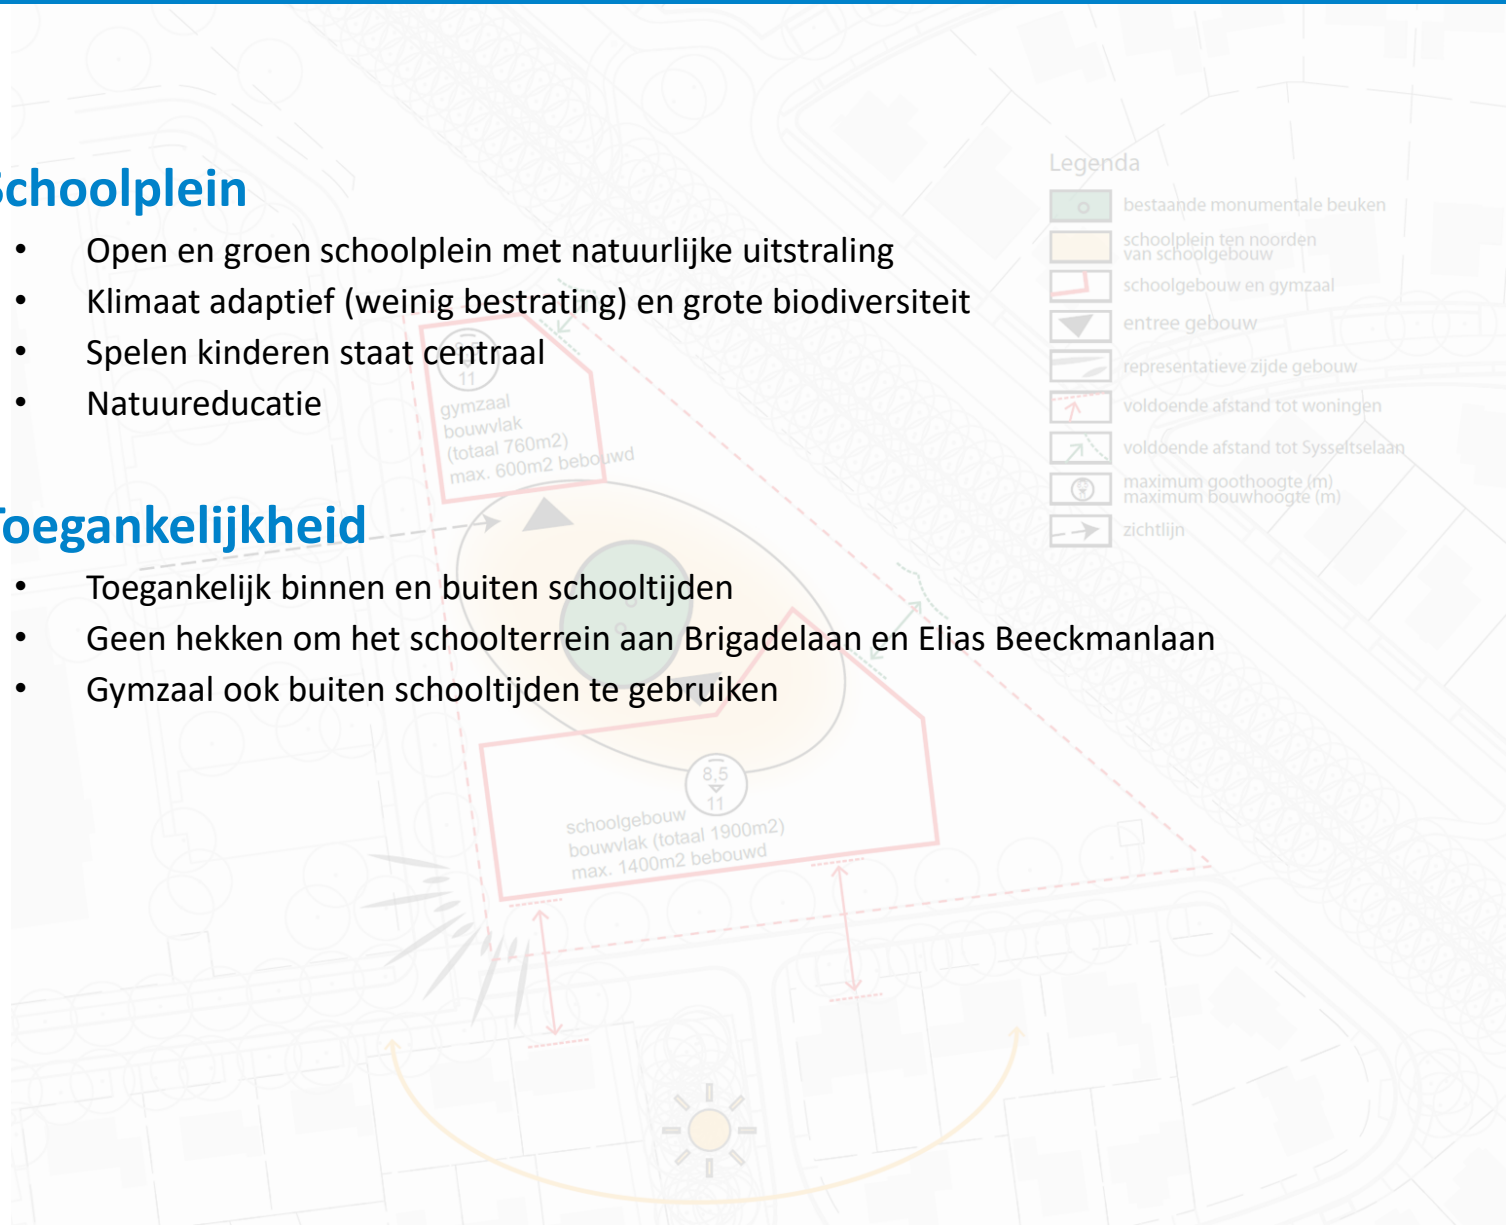 Schoolplein
• Open en groen schoolplein met natuurlijke uitstraling
• Klimaat adaptief (weinig bestrating) en grote biodiversiteit
• Spelen kinderen staat centraal
• Natuureducatie
Toegankelijkheid
• Toegankelijk binnen en buiten schooltijden
• Geen hekken om het schoolterrein aan Brigadelaan en Elias Beeckmanlaan
• Gymzaal ook buiten schooltijden te gebruiken
Legenda
bestaande monumentale beuken
schoolplein ten noorden
van schoolgebouw
schoolgebouw en gymzaal
entree gebouw
representatieve zijde gebouw
voldoende afstand tot woningen
voldoende afstand tot Sysseltselaan
maximum goothoogte (m)
maximum bouwhoogte (m)
zichtlijn
11
gymzaal
bouwvlak
(totaal 760m2)
max. 600m2 bebouwd
8,5
11
schoolgebouw
bouwvlak (totaal 1900m2)
max. 1400m2 bebouwd